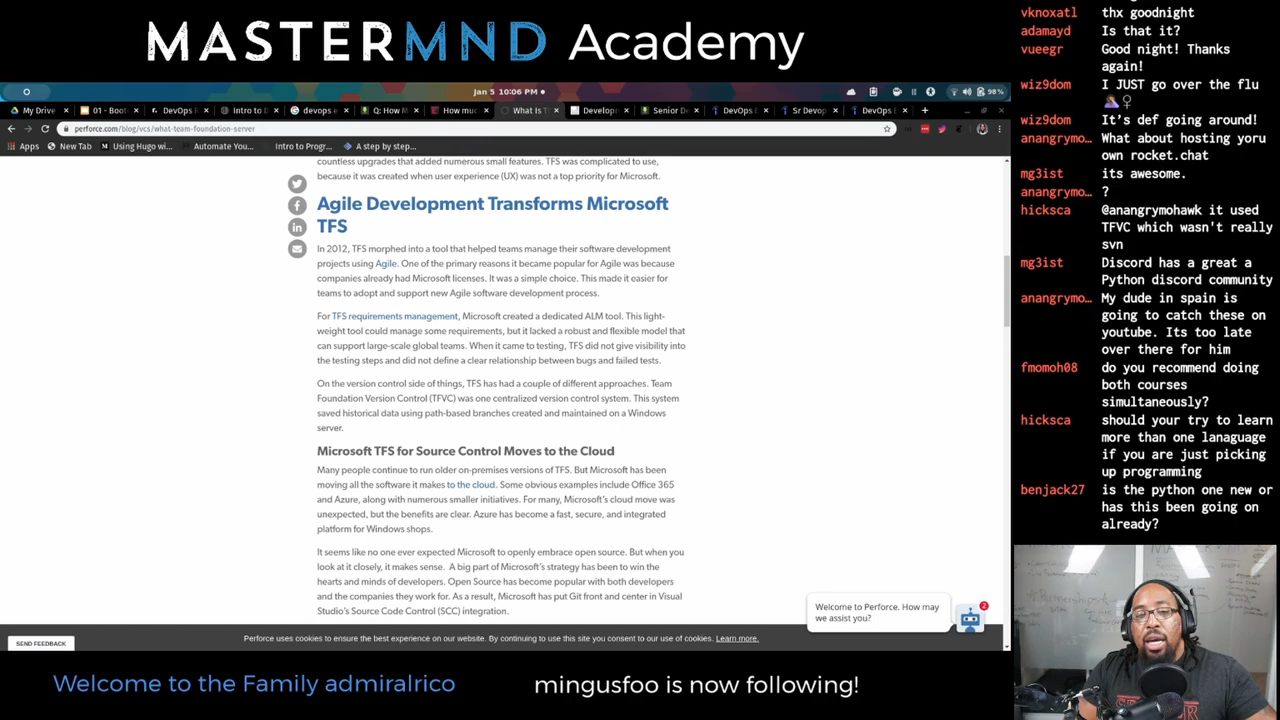 MASTERMND Academy
Jan 5 10:06 PM
98%
My Drive
01 - Boot
DevOps
Intro to D
devops e
Q: How M
How muc
What Is T
Develope
Senior De
DevOps
Sr DevOp
DevOps E
perforce.com/blog/vcs/what-team-foundation-server
Apps
New Tab
Using Hugo wi...
Automate You...
Intro to Progr...
A step by step...
countless upgrades that added numerous small features. TFS was complicated to use,
because it was created when user experience (UX) was not a top priority for Microsoft.
Agile Development Transforms Microsoft
TFS
In 2012, TFS morphed into a tool that helped teams manage their software development
projects using Agile. One of the primary reasons it became popular for Agile was because
companies already had Microsoft licenses. It was a simple choice. This made it easier for
teams to adopt and support new Agile software development process.
For TFS requirements management, Microsoft created a dedicated ALM tool. This light-
weight tool could manage some requirements, but it lacked a robust and flexible model that
can support large-scale global teams. When it came to testing, TFS did not give visibility into
the testing steps and did not define a clear relationship between bugs and failed tests.
On the version control side of things, TFS has had a couple of different approaches. Team
Foundation Version Control (TFVC) was one centralized version control system. This system
saved historical data using path-based branches created and maintained on a Windows
server.
Microsoft TFS for Source Control Moves to the Cloud
Many people continue to run older on-premises versions of TFS. But Microsoft has been
moving all the software it makes to the cloud. Some obvious examples include Office 365
and Azure, along with numerous smaller initiatives. For many, Microsoft's cloud move was
unexpected, but the benefits are clear. Azure has become a fast, secure, and integrated
platform for Windows shops.
It seems like no one ever expected Microsoft to openly embrace open source. But when you
look at it closely, it makes sense. A big part of Microsoft's strategy has been to win the
hearts and minds of developers. Open Source has become popular with both developers
and the companies they work for. As a result, Microsoft has put Git front and center in Visual
Studio's Source Code Control (SCC) integration.
Welcome to Perforce. How may
we assist you?
2
SEND FEEDBACK
Perforce uses cookies to ensure the best experience on our website. By continuing to use this site you consent to our use of cookies. Learn more.
Welcome to the Family admiralrico
mingusfoo is now following!
vknoxatl thx goodnight
adamayd Is that it?
vueegr Good night! Thanks
again!
wiz9dom I JUST go over the flu
wiz9dom It's def going around!
anangrymo… What about hosting yoru
own rocket.chat
mg3ist its awesome.
anangrymo… ?
hicksca @anangrymohawk it used
TFVC which wasn't really
svn
mg3ist Discord has a great a
Python discord community
anangrymo… My dude in spain is
going to catch these on
youtube. Its too late
over there for him
fmomoh08 do you recommend doing
both courses
simultaneously?
hicksca should your try to learn
more than one lanaguage
if you are just picking
up programming
benjack27 is the python one new or
has this been going on
already?